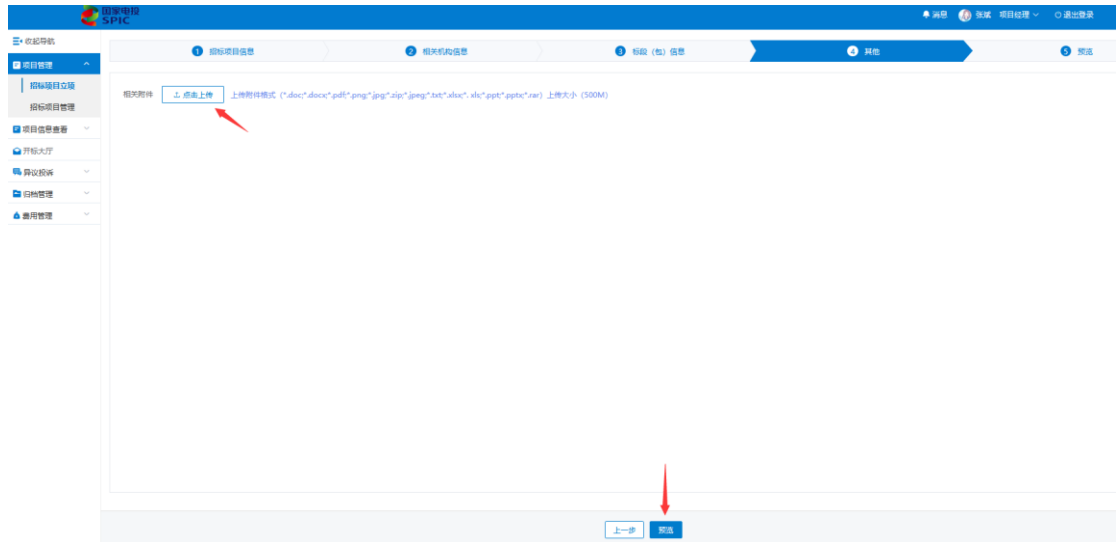 国家电投
SPIC
消息 张斌 项目经理 退出登录
收起导航
项目管理
招标项目立项
招标项目管理
项目信息查看
开标大厅
异议投诉
归档管理
费用管理
1 招标项目信息
2 相关机构信息
3 标段（包）信息
4 其他
5 预览
相关附件 点击上传 上传附件格式（*.doc;*.docx;*.pdf;*.png;*.jpg;*.zip;*.jpeg;*.txt;*.xlsx;*. xls;*.ppt;*.pptx;*.rar）上传大小（500M）
上一步 预览